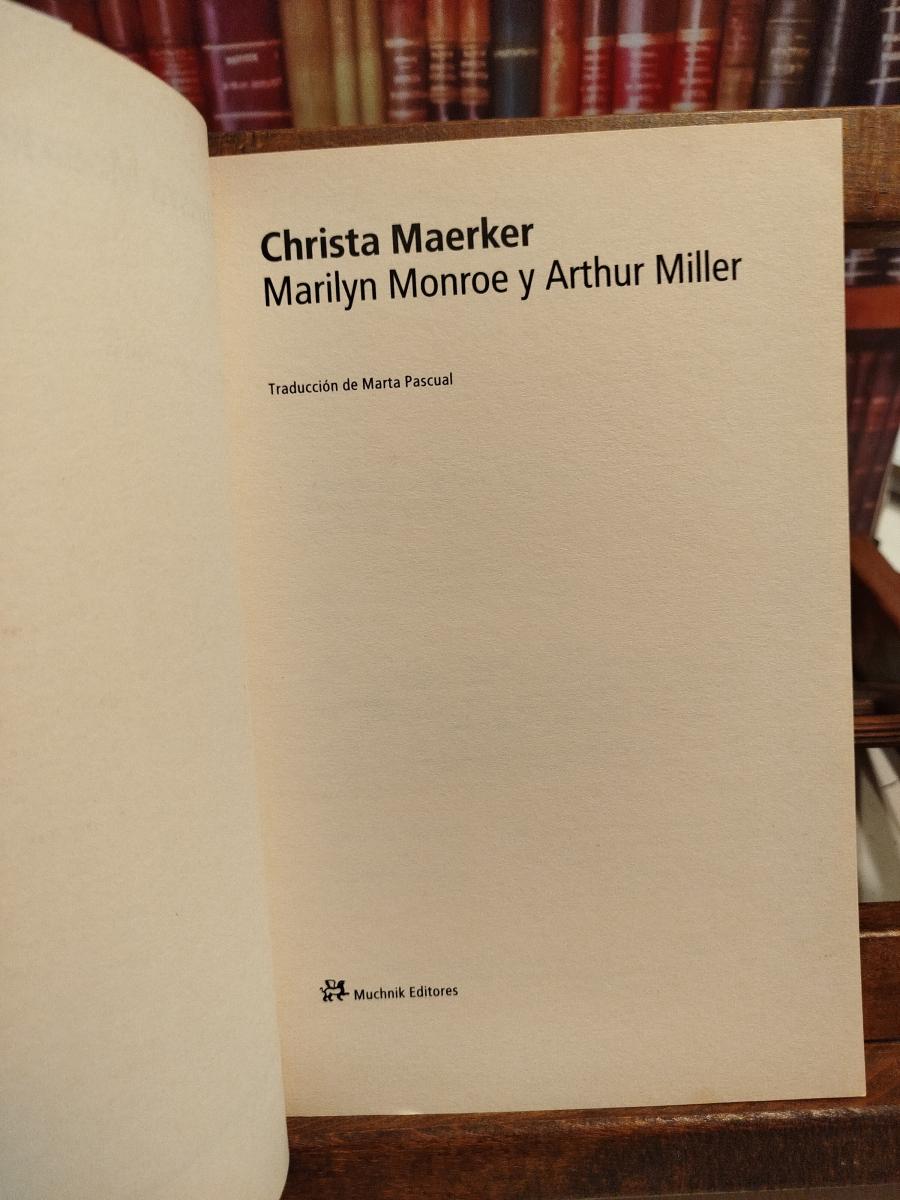 Christa Maerker
Marilyn Monroe y Arthur Miller
Traducción de Marta Pascual
Muchnik Editores